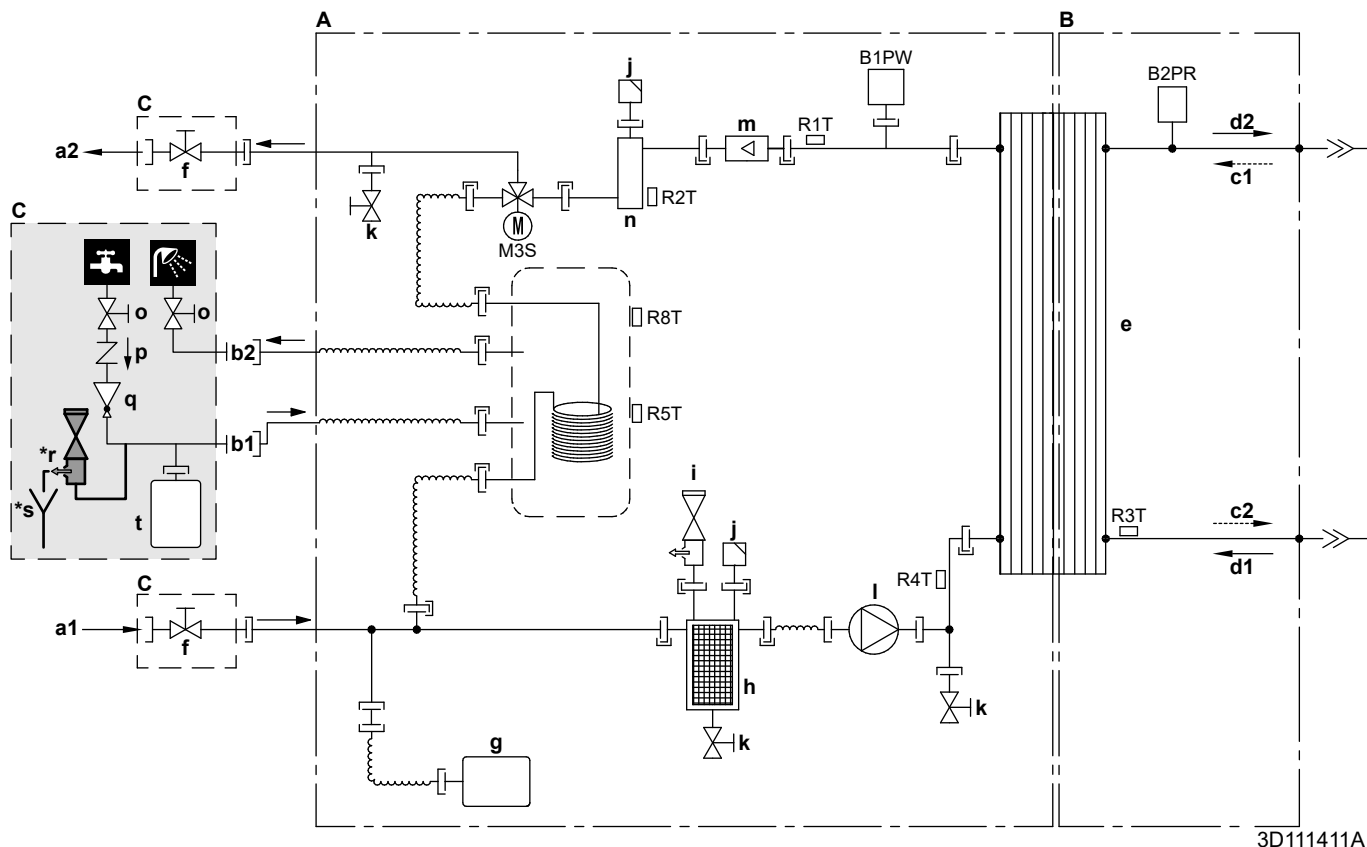 A
B
j
B1PW
B2PR
C
m
R1T
d2
a2
f
c1
k
M
M3S
n
R2T
C
o
o
R8T
e
p
b2
q
R5T
b1
*r
i
*s
t
j
R3T
c2
C
l
R4T
d1
a1
f
h
k
k
g
3D111411A